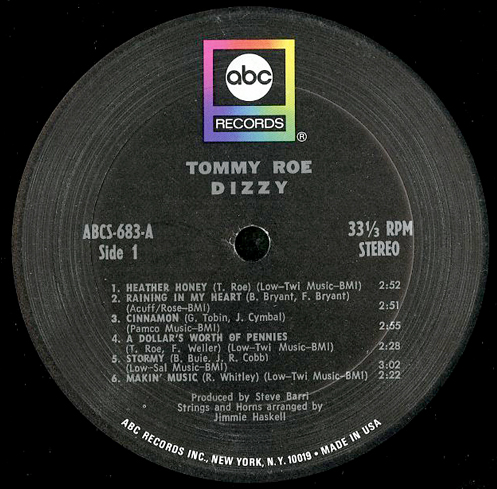 abc
RECORDS
®
TOMMY ROE
DIZZY
ABCS-683-A
Side 1
33⅓ RPM
STEREO
1. HEATHER HONEY (T. Roe) (Low-Twi Music-BMI) 2:52
2. RAINING IN MY HEART (B. Bryant, F. Bryant)
(Acuff/Rose-BMI) 2:51
3. CINNAMON (G. Tobin, J. Cymbal)
(Pamco Music-BMI) 2:55
4. A DOLLAR'S WORTH OF PENNIES
(T. Roe, F. Weller) (Low-Twi Music-BMI) 2:28
5. STORMY (B. Buie, J. R. Cobb)
(Low-Sal Music-BMI) 3:02
6. MAKIN' MUSIC (R. Whitley) (Low-Twi Music-BMI) 2:22
Produced by Steve Barri
Strings and Horns arranged by
Jimmie Haskell
ABC RECORDS INC., NEW YORK, N.Y. 10019 • MADE IN USA